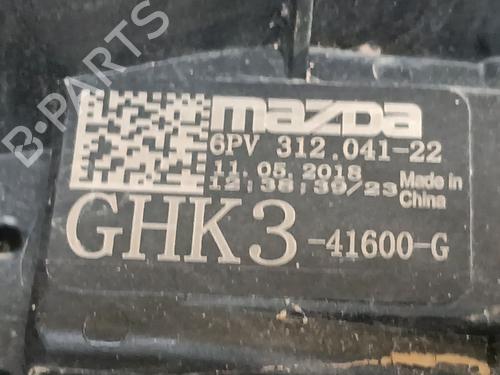 mazda
6PV 312.041-22
11.05.2018
12:38:39/23
Made in
China
GHK3 -41600-G
B-PARTS